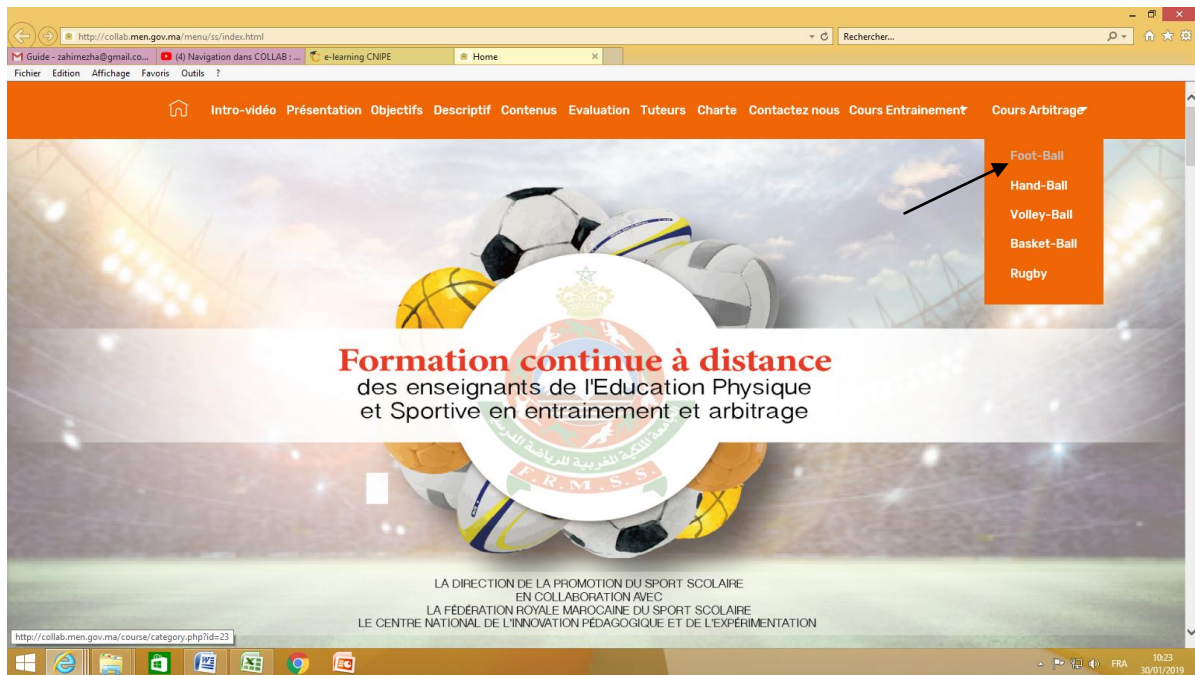 http://collab.men.gov.ma/menu/ss/index.html
Rechercher...
Guide - zahirnezha@gmail.co...
(4) Navigation dans COLLAB : ...
e-learning CNIPE
Home
Fichier Edition Affichage Favoris Outils ?
Intro-vidéo Présentation Objectifs Descriptif Contenus Evaluation Tuteurs Charte Contactez nous Cours Entrainement Cours Arbitrage
Foot-Ball
Hand-Ball
Volley-Ball
Basket-Ball
Rugby
Formation continue à distance
des enseignants de l'Education Physique
et Sportive en entrainement et arbitrage
الجامعة الملكية المغربية للرياضة المدرسية
F.R.M.S.S.
LA DIRECTION DE LA PROMOTION DU SPORT SCOLAIRE
EN COLLABORATION AVEC
LA FÉDÉRATION ROYALE MAROCAINE DU SPORT SCOLAIRE
LE CENTRE NATIONAL DE L'INNOVATION PÉDAGOGIQUE ET DE L'EXPÉRIMENTATION
http://collab.men.gov.ma/course/category.php?id=23
FRA
10:23
30/01/2019